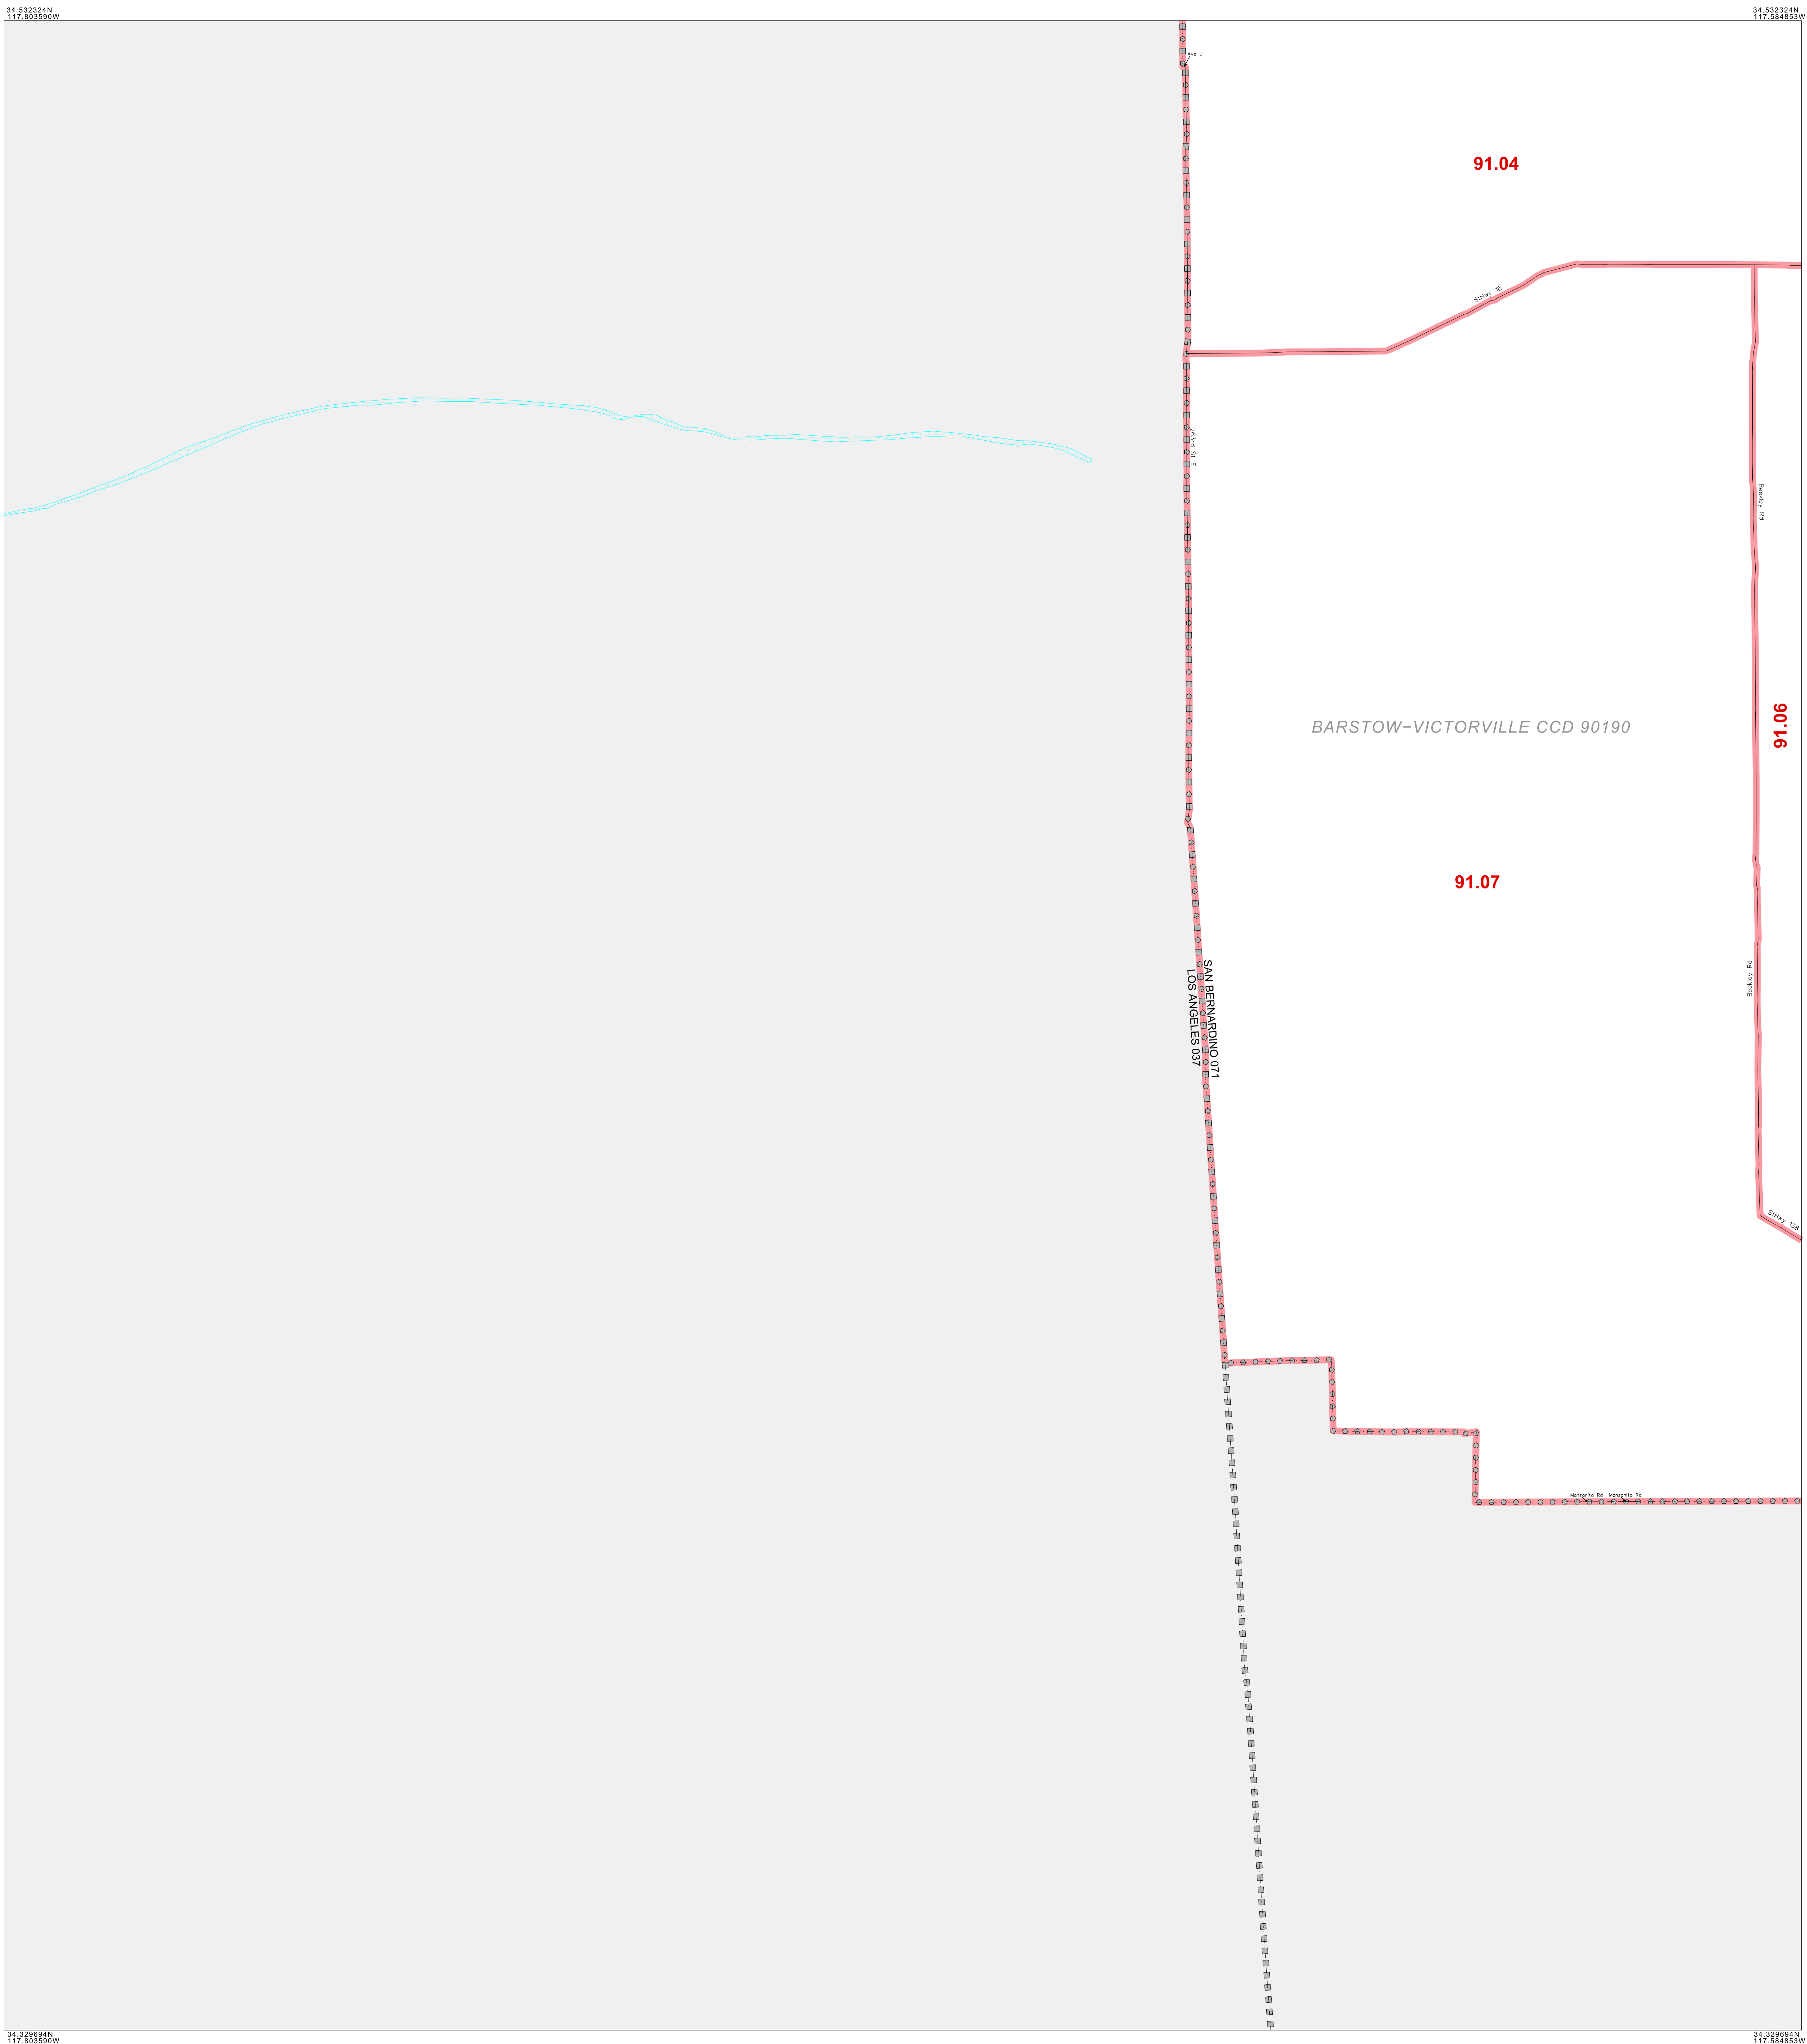 34.532324N
117.803590W
34.532324N
117.584853W
Ave U
91.04
StHwy 18
263rd St E
Beekley Rd
91.06
BARSTOW-VICTORVILLE CCD 90190
91.07
SAN BERNARDINO 071
LOS ANGELES 037
Beekley Rd
StHwy 138
Manzanita Rd
Manzanita Rd
34.329694N
117.803590W
34.329694N
117.584853W